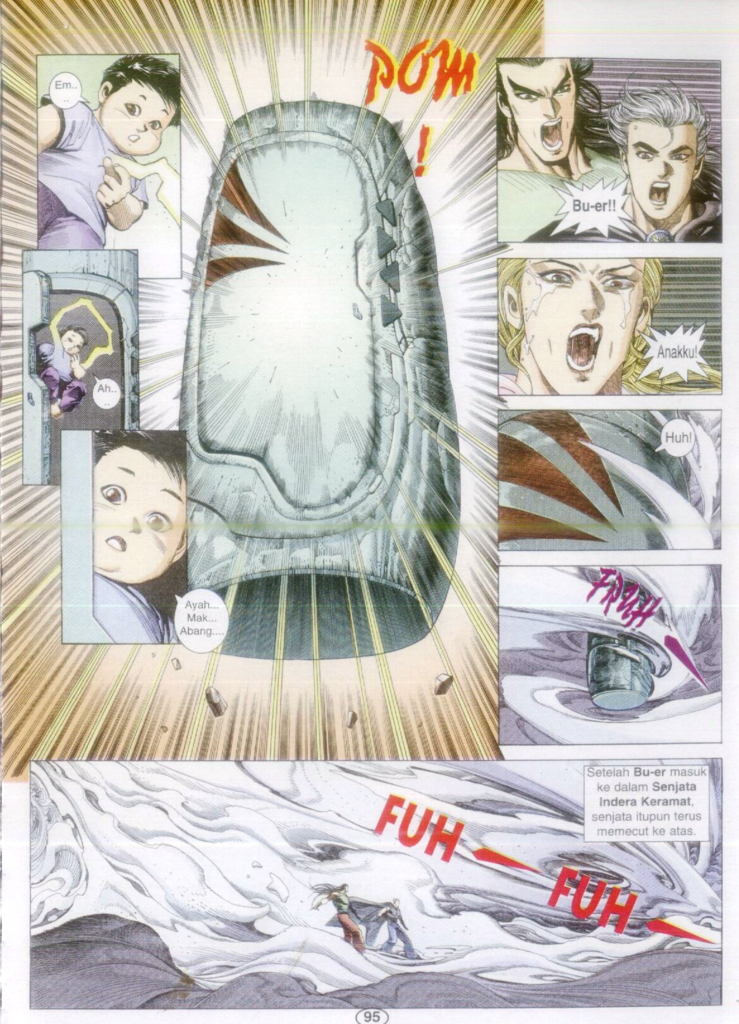 Em..
..
POM
!
Ah..
..
Ayah...
Mak...
Abang....
Bu-er!!
Anakku!
Huh!
FRUH
Setelah Bu-er masuk
ke dalam Senjata
Indera Keramat,
senjata itupun terus
memecut ke atas.
FUH
FUH
95